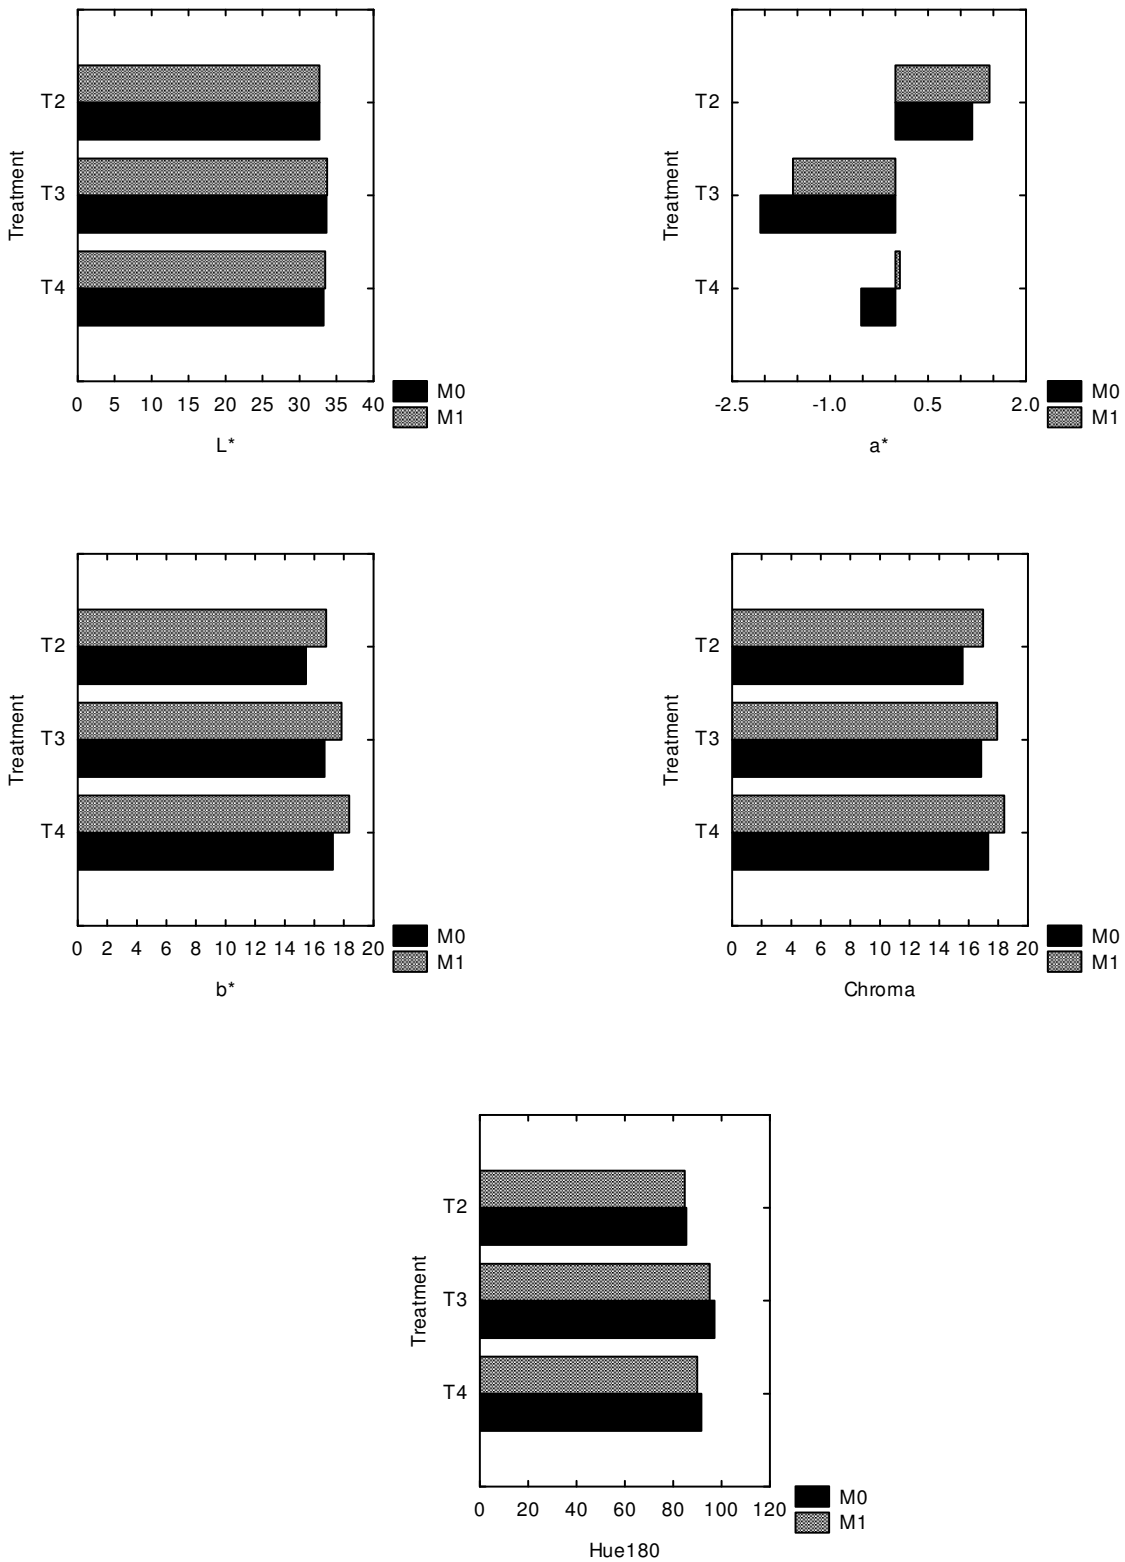 T2
T3
T4
Treatment
0 5 10 15 20 25 30 35 40
L*
M0
M1
T2
T3
T4
Treatment
-2.5 -1.0 0.5 2.0
a*
M0
M1
T2
T3
T4
Treatment
0 2 4 6 8 10 12 14 16 18 20
b*
M0
M1
T2
T3
T4
Treatment
0 2 4 6 8 10 12 14 16 18 20
Chroma
M0
M1
T2
T3
T4
Treatment
0 20 40 60 80 100 120
Hue180
M0
M1